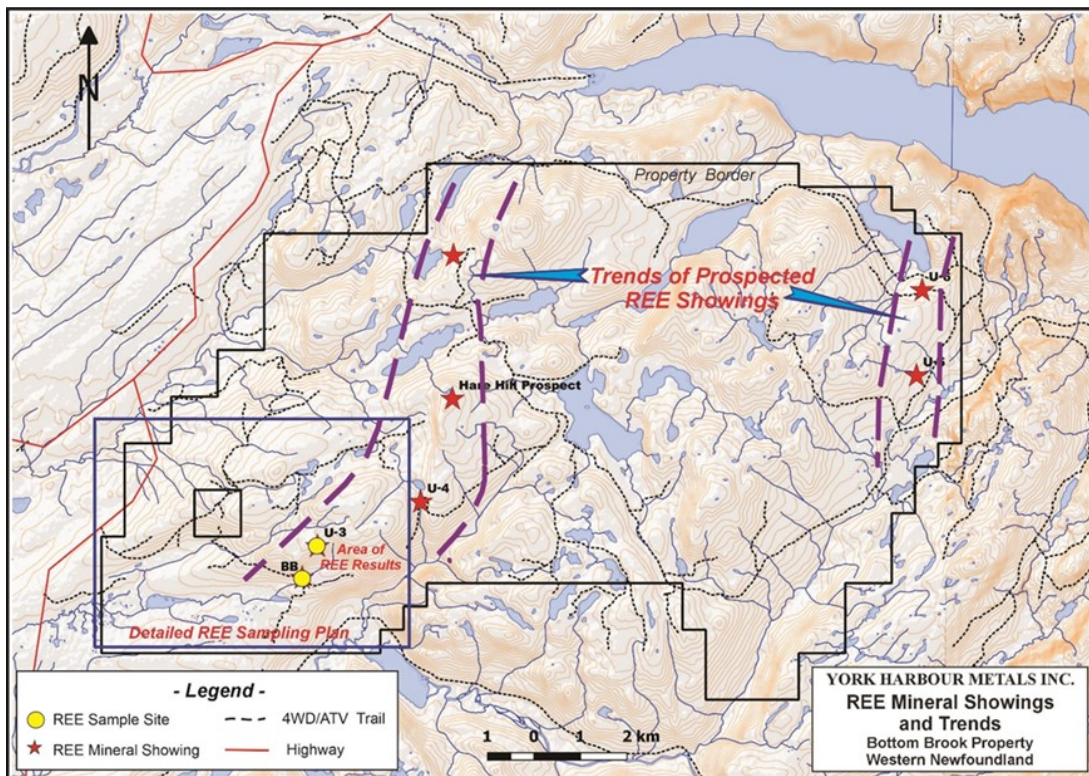 N
Property Border
Trends of Prospected
REE Showings
Hare Hill Prospect
U-4
U-3
Area of
REE Results
BB
Detailed REE Sampling Plan
- Legend -
REE Sample Site
4WD/ATV Trail
REE Mineral Showing
Highway
1 0 1 2 km
YORK HARBOUR METALS INC.
REE Mineral Showings
and Trends
Bottom Brook Property
Western Newfoundland